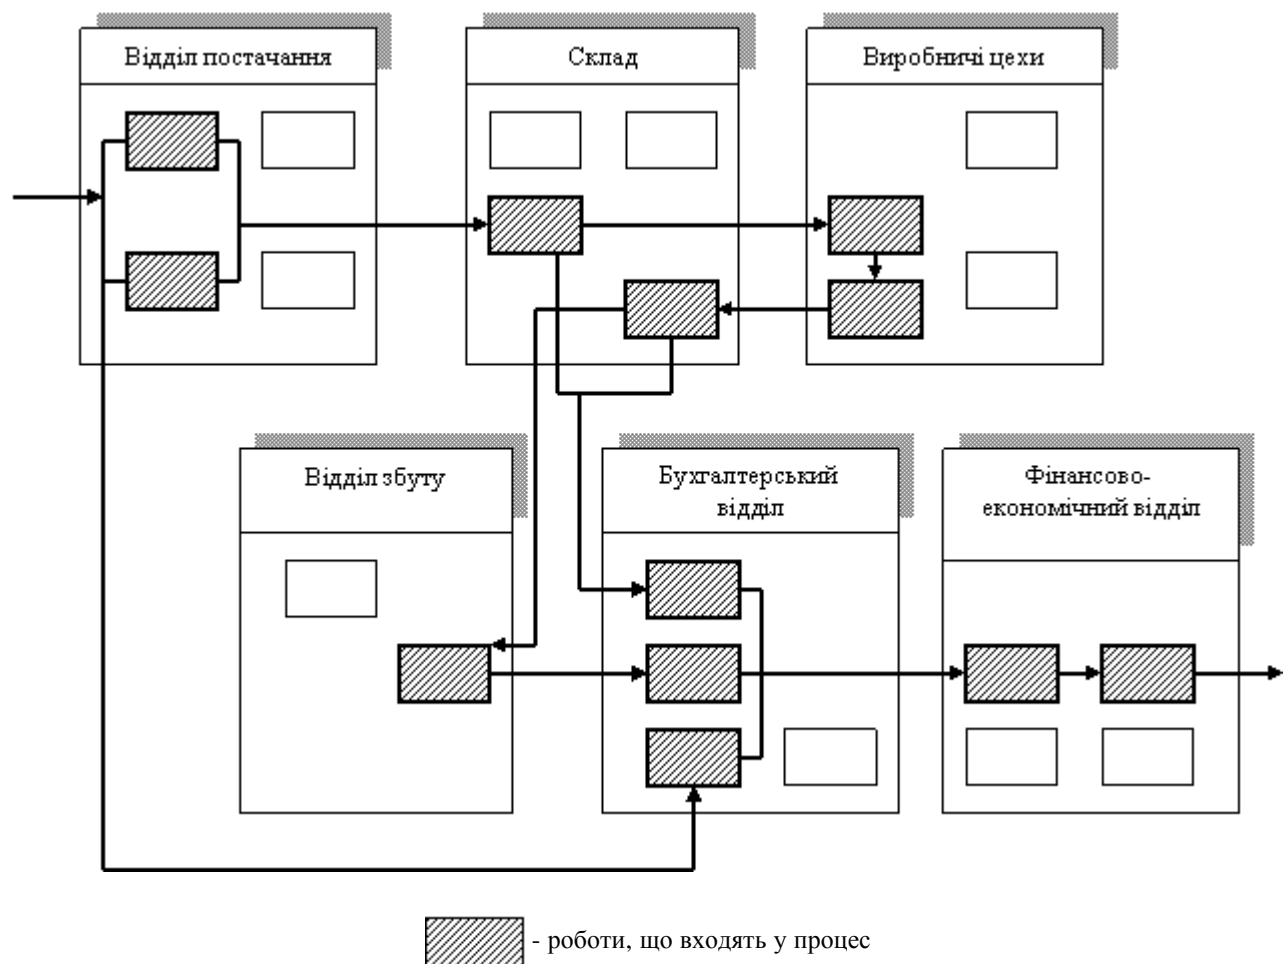 Відділ постачання
Склад
Виробничі цехи
Відділ збуту
Бухгалтерський
відділ
Фінансово-
економічний відділ
- роботи, що входять у процес